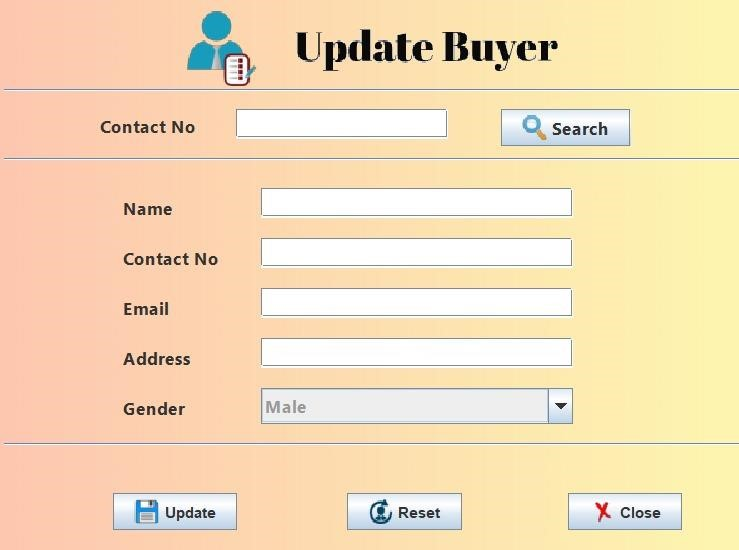 Update Buyer
Contact No
Search
Name
Contact No
Email
Address
Gender
Male
Update
Reset
Close